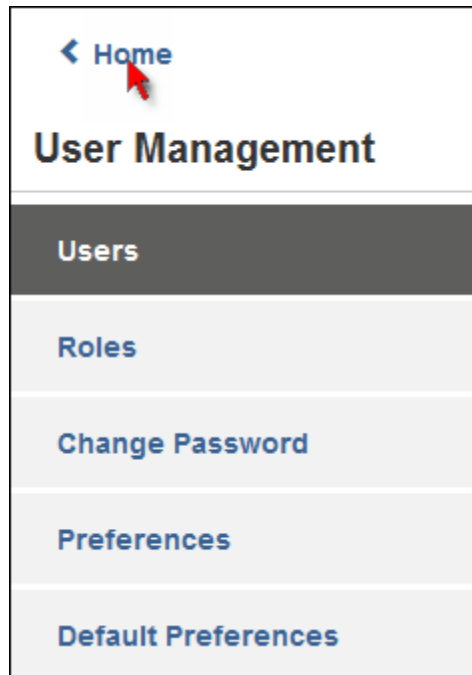 Home
User Management
Users
Roles
Change Password
Preferences
Default Preferences